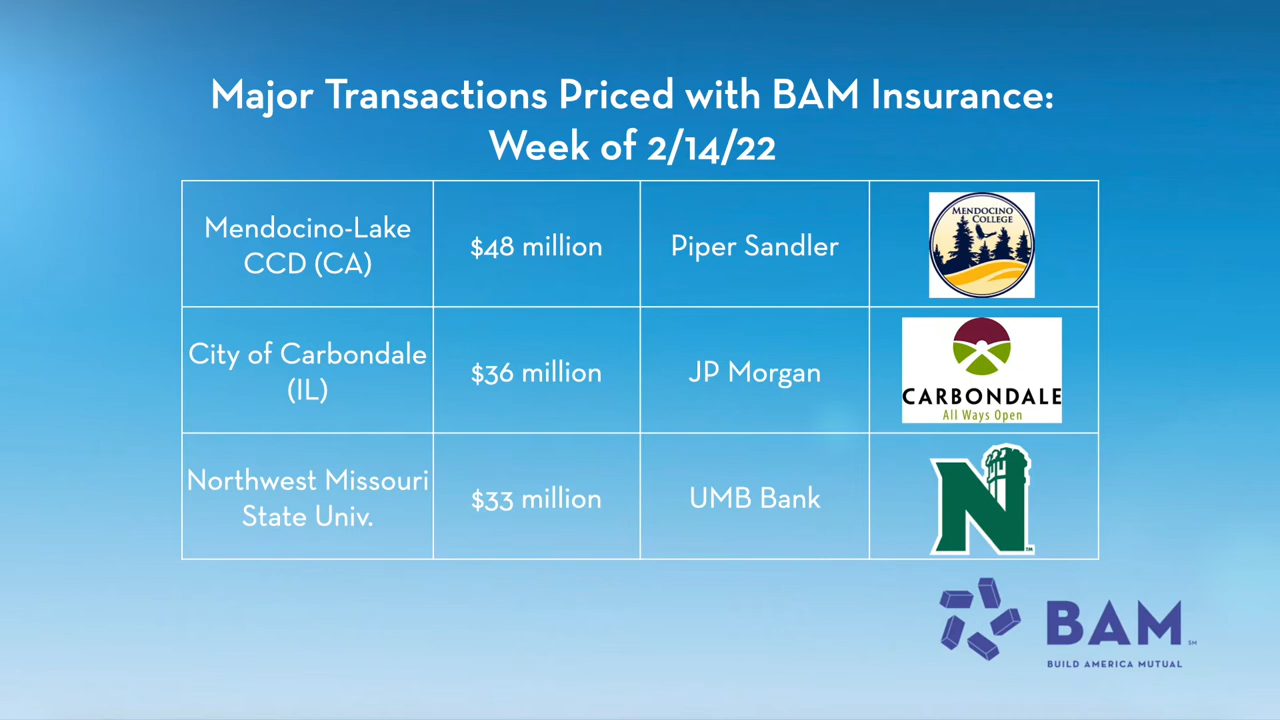 Major Transactions Priced with BAM Insurance:
Week of 2/14/22
Mendocino-Lake
CCD (CA)
$48 million
Piper Sandler
MENDOCINO
COLLEGE
City of Carbondale
(IL)
$36 million
JP Morgan
CARBONDALE
All Ways Open
Northwest Missouri
State Univ.
$33 million
UMB Bank
N
TM
BAM
SM
BUILD AMERICA MUTUAL